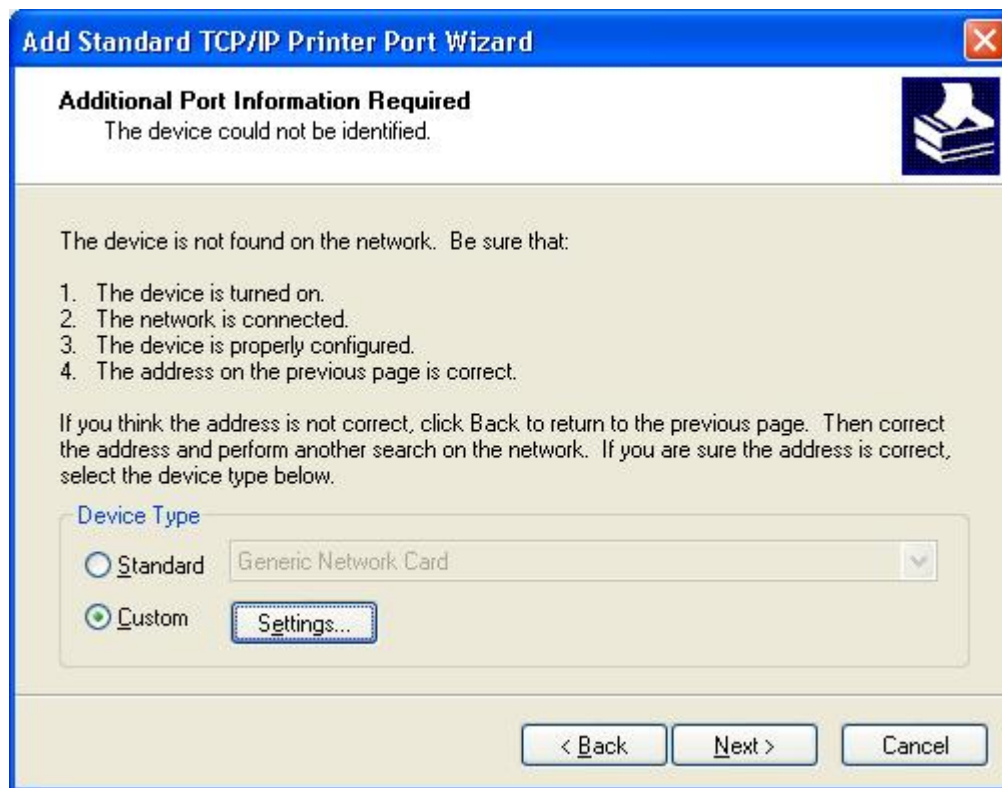 Add Standard TCP/IP Printer Port Wizard
Additional Port Information Required
The device could not be identified.
The device is not found on the network.  Be sure that:
1.  The device is turned on.
2.  The network is connected.
3.  The device is properly configured.
4.  The address on the previous page is correct.
If you think the address is not correct, click Back to return to the previous page.  Then correct
the address and perform another search on the network.  If you are sure the address is correct,
select the device type below.
Device Type
Standard Generic Network Card
Custom Settings...
< Back Next > Cancel